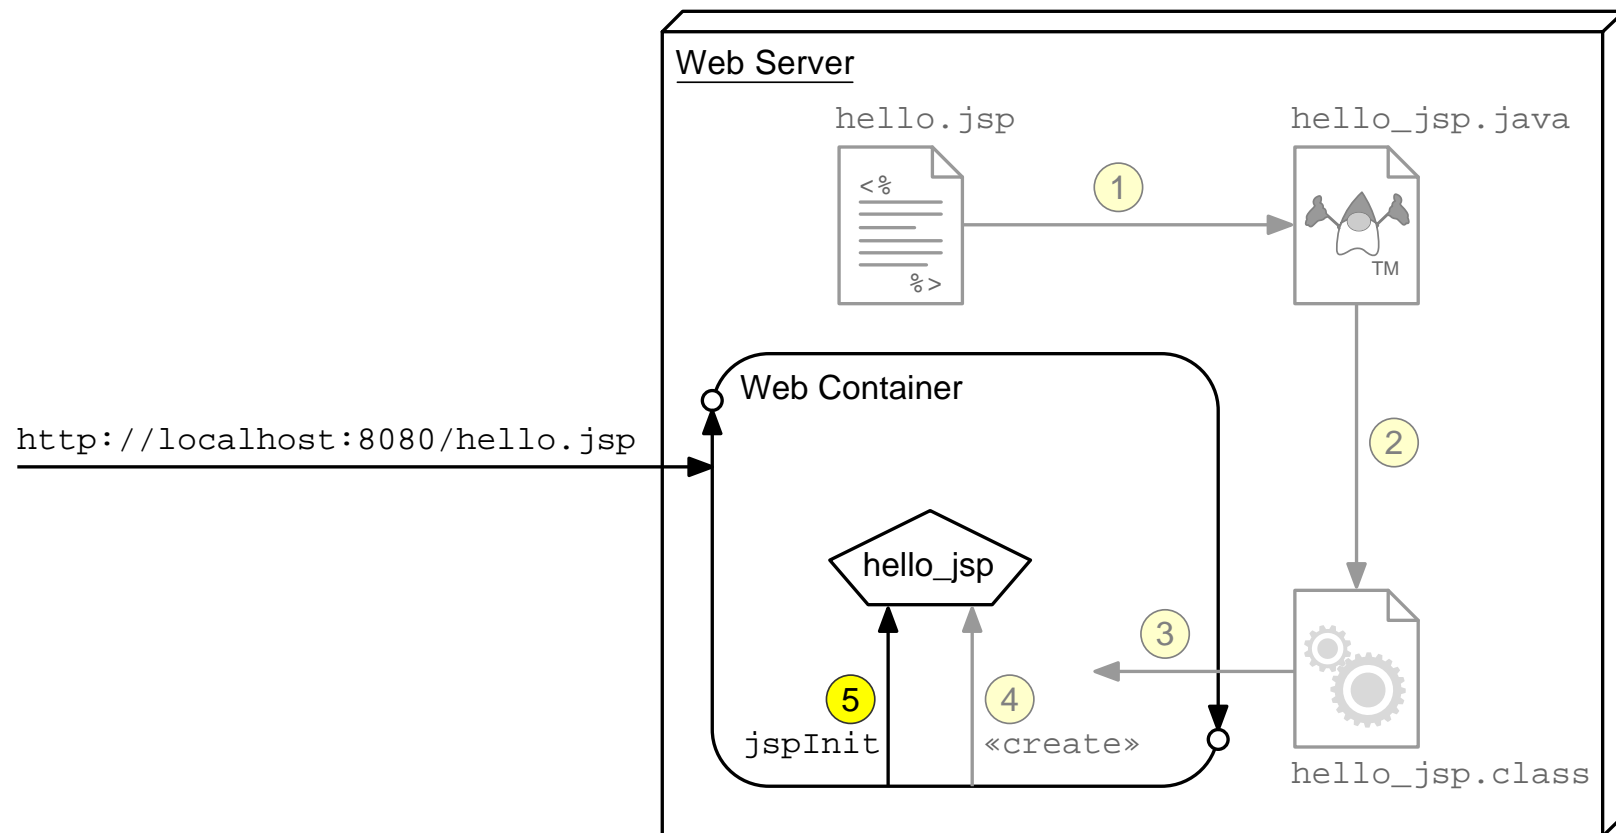 Web Server
hello.jsp
hello_jsp.java
<%
%>
1
TM
Web Container
http://localhost:8080/hello.jsp
2
hello_jsp
3
5
4
jspInit
«create»
hello_jsp.class